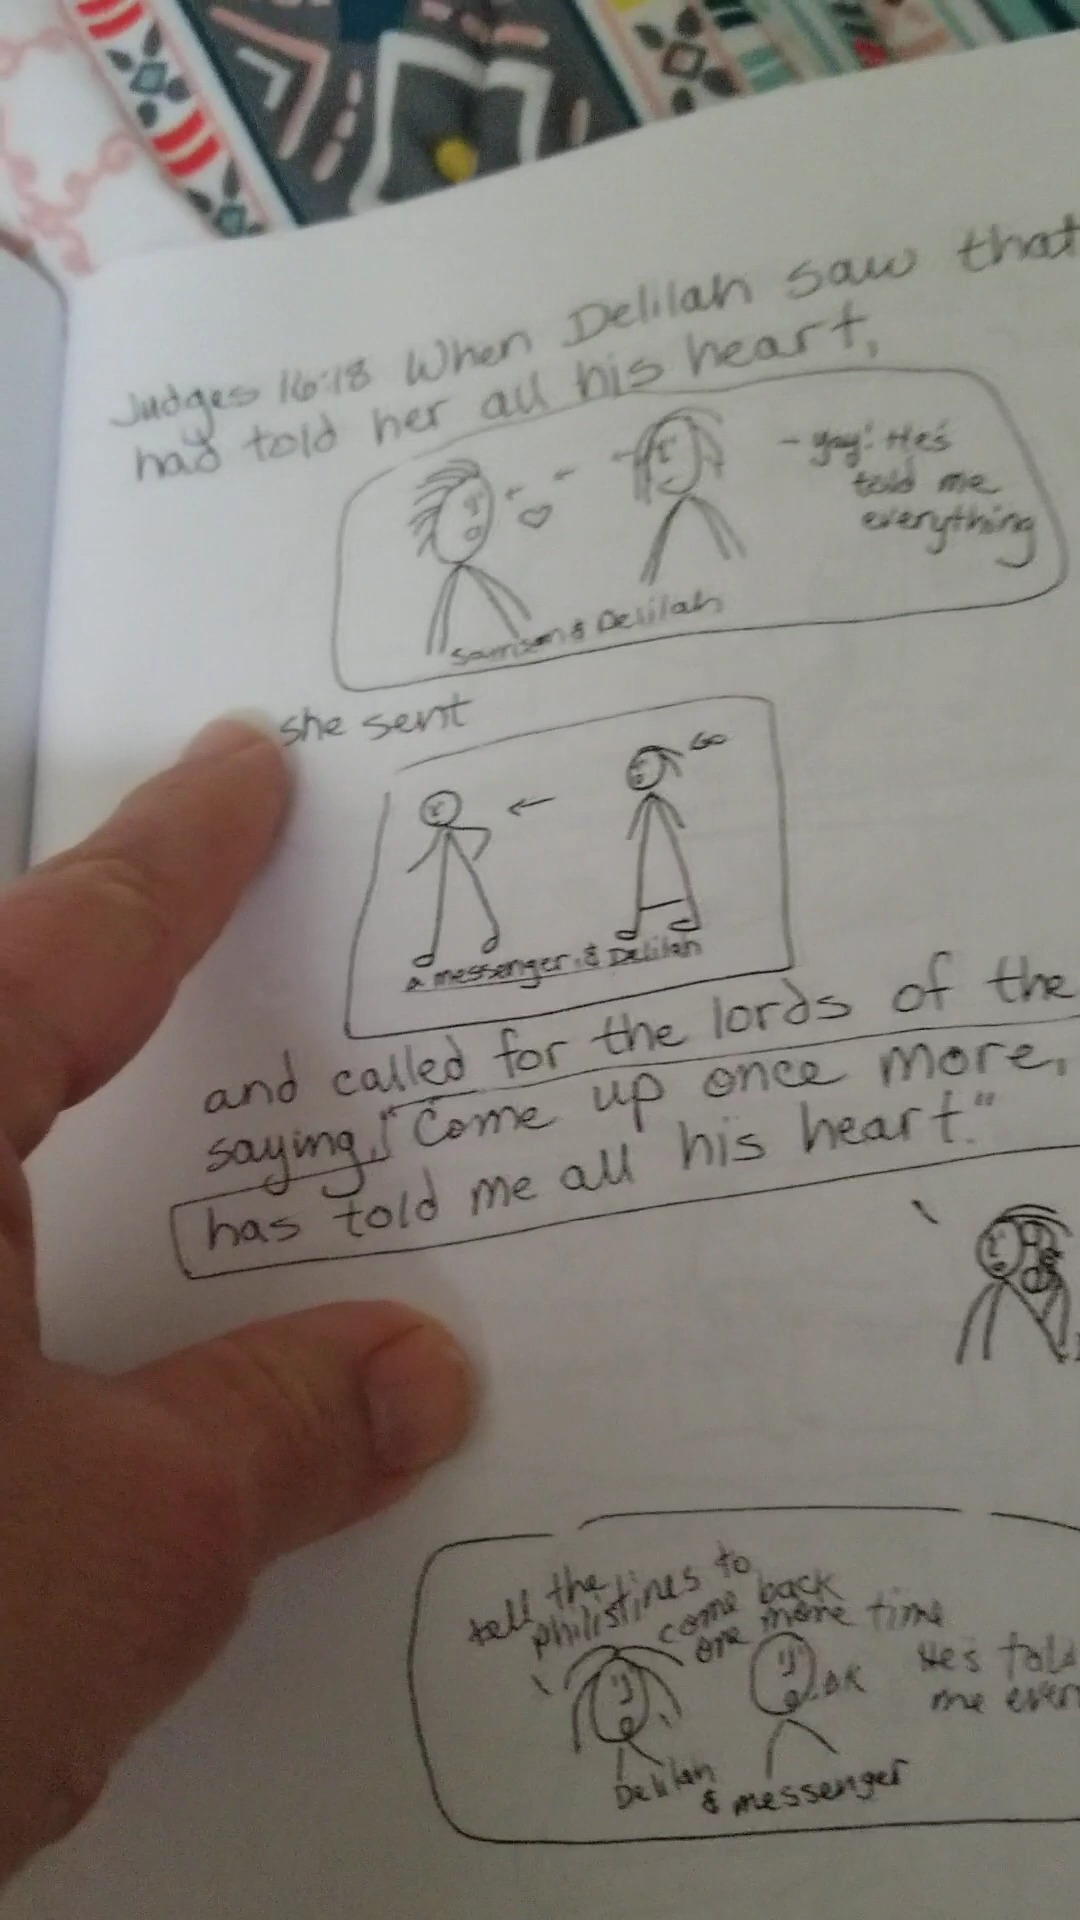 Judges 16:18 When Delilah saw that
had told her all his heart,
- yay! He's
told me
everything
Samson & Delilah
she sent
Go
a messenger & Delilah
and called for the lords of the
saying, "Come up once more,
has told me all his heart."
tell the
philistines to
come back
one more time
OK
He's told
me ever
Delilah
& messenger